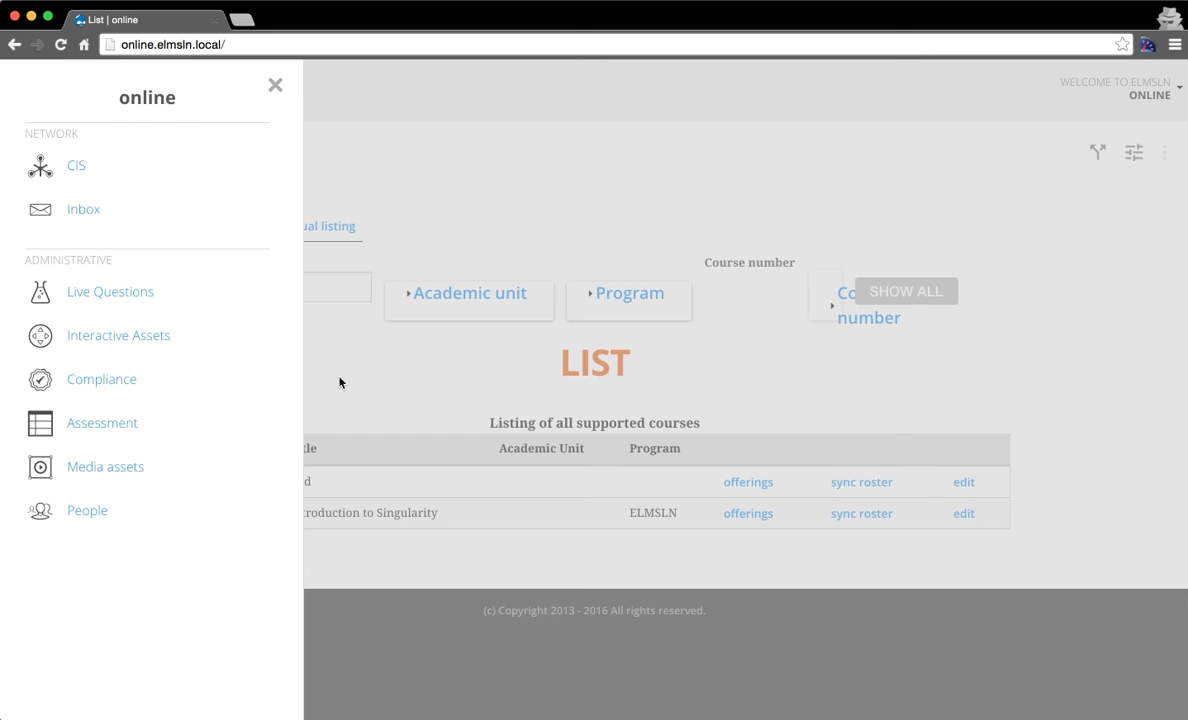 List | online
online.elmsln.local/
WELCOME TO ELMSLN
ONLINE
online
NETWORK
CIS
Inbox
ADMINISTRATIVE
Live Questions
Interactive Assets
Compliance
Assessment
Media assets
People
ual listing
Course number
Academic unit
Program
Co
number
SHOW ALL
LIST
Listing of all supported courses
tle Academic Unit Program
d offerings sync roster edit
troduction to Singularity ELMSLN offerings sync roster edit
(c) Copyright 2013 - 2016 All rights reserved.